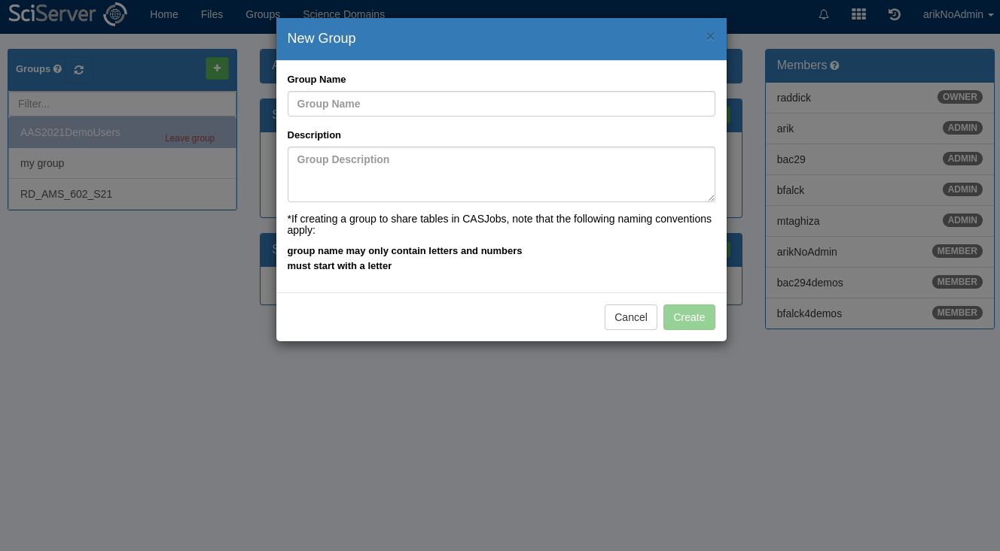 SciServer
Home Files Groups Science Domains
arikNoAdmin
Groups
Filter...
AAS2021DemoUsers
Leave group
my group
RD_AMS_602_S21
New Group
×
Group Name
Group Name
Description
Group Description
*If creating a group to share tables in CASJobs, note that the following naming conventions
apply:
group name may only contain letters and numbers
must start with a letter
Cancel Create
Members
raddick OWNER
arik ADMIN
bac29 ADMIN
bfalck ADMIN
mtaghiza ADMIN
arikNoAdmin MEMBER
bac294demos MEMBER
bfalck4demos MEMBER